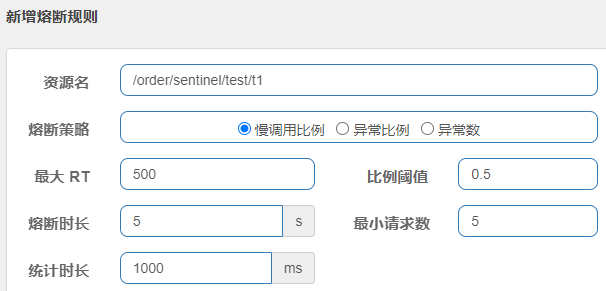 新增熔断规则
资源名 /order/sentinel/test/t1
熔断策略 慢调用比例 异常比例 异常数
最大 RT 500 比例阈值 0.5
熔断时长 5 s 最小请求数 5
统计时长 1000 ms